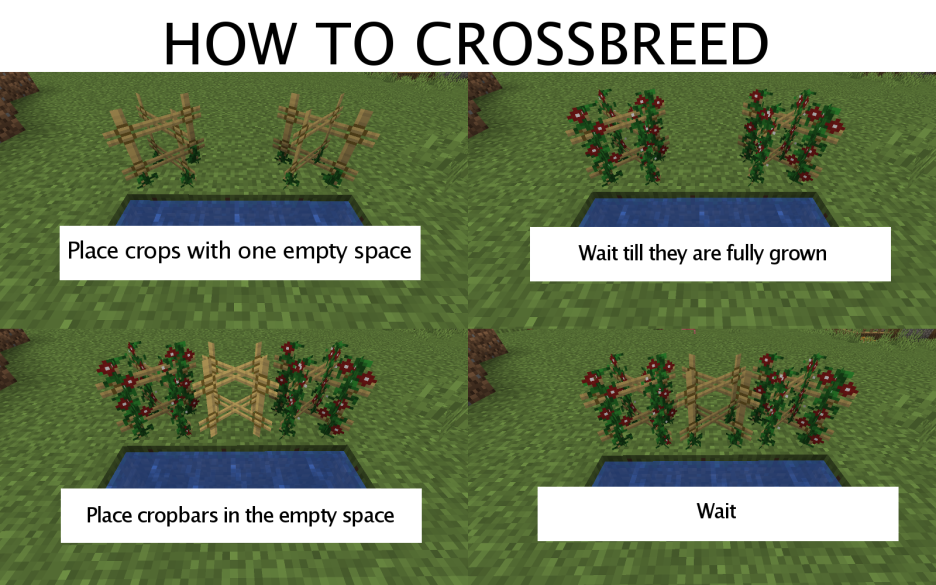 HOW TO CROSSBREED
Place crops with one empty space
Wait till they are fully grown
Place cropbars in the empty space
Wait